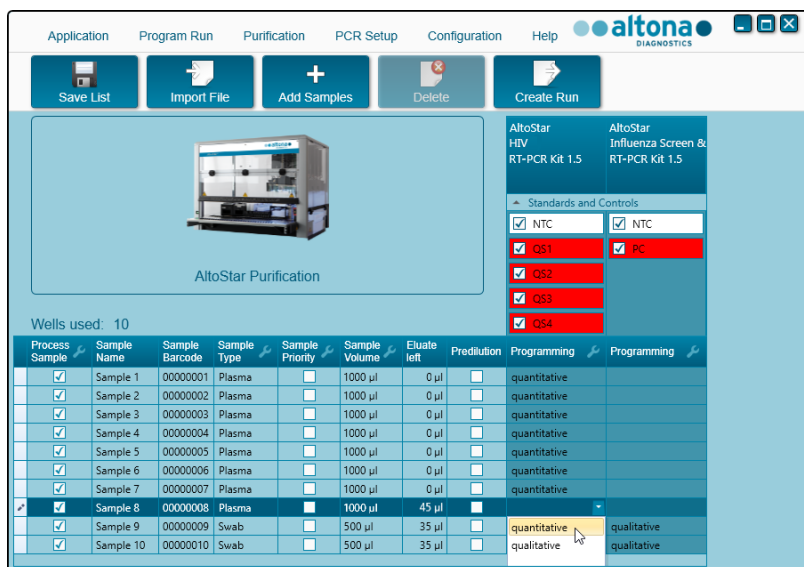 Application Program Run Purification PCR Setup Configuration Help altona
DIAGNOSTICS
Save List Import File Add Samples Delete Create Run
AltoStar AltoStar
HIV Influenza Screen &
RT-PCR Kit 1.5 RT-PCR Kit 1.5
Standards and Controls
NTC NTC
QS1 PC
QS2
QS3
QS4
altona
AltoStar Purification
Wells used: 10
Process Sample Sample Sample Sample Sample Eluate Predilution Programming Programming
Sample Name Barcode Type Priority Volume left
Sample 1 00000001 Plasma 1000 µl 0 µl quantitative
Sample 2 00000002 Plasma 1000 µl 0 µl quantitative
Sample 3 00000003 Plasma 1000 µl 0 µl quantitative
Sample 4 00000004 Plasma 1000 µl 0 µl quantitative
Sample 5 00000005 Plasma 1000 µl 0 µl quantitative
Sample 6 00000006 Plasma 1000 µl 0 µl quantitative
Sample 7 00000007 Plasma 1000 µl 0 µl quantitative
Sample 8 00000008 Plasma 1000 µl 45 µl
Sample 9 00000009 Swab 500 µl 35 µl quantitative qualitative
Sample 10 00000010 Swab 500 µl 35 µl qualitative qualitative